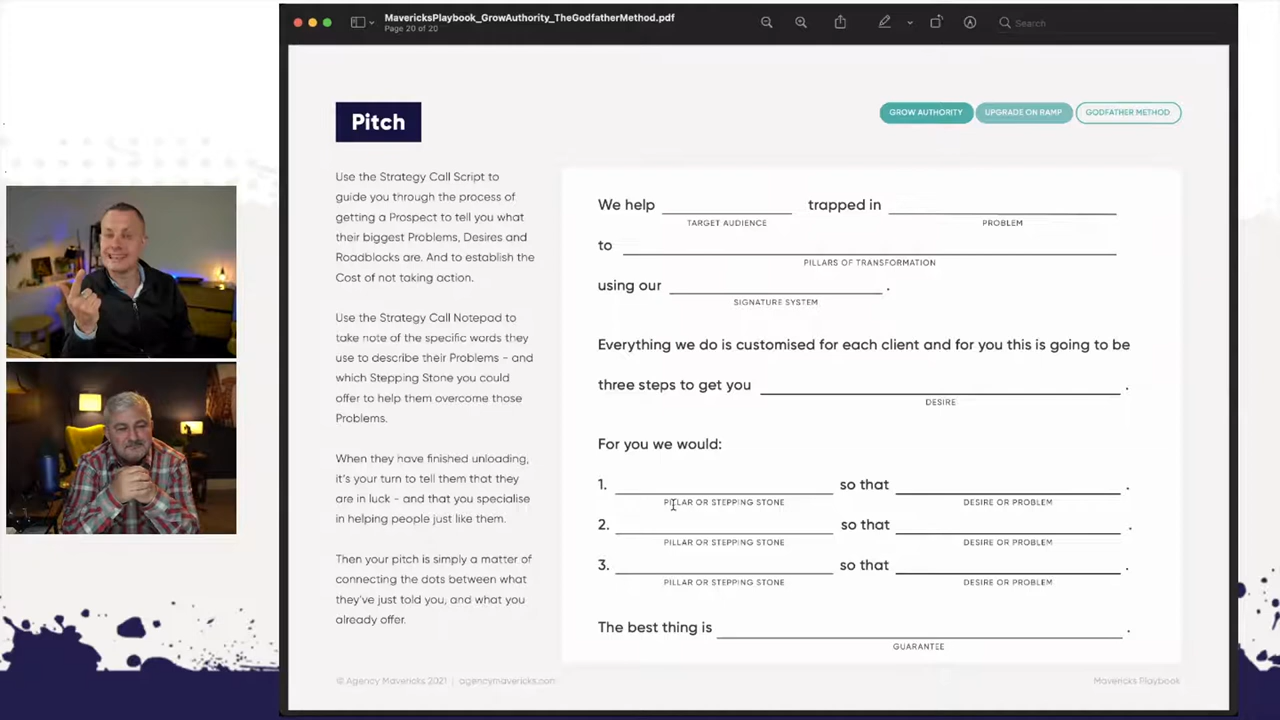 MavericksPlaybook_GrowAuthority_TheGodfatherMethod.pdf
Page 20 of 20
Search
Pitch
GROW AUTHORITY UPGRADE ON RAMP GODFATHER METHOD
Use the Strategy Call Script to
guide you through the process of
getting a Prospect to tell you what
their biggest Problems, Desires and
Roadblocks are. And to establish the
Cost of not taking action.
Use the Strategy Call Notepad to
take note of the specific words they
use to describe their Problems - and
which Stepping Stone you could
offer to help them overcome those
Problems.
When they have finished unloading,
it's your turn to tell them that they
are in luck - and that you specialise
in helping people just like them.
Then your pitch is simply a matter of
connecting the dots between what
they've just told you, and what you
already offer.
We help trapped in
TARGET AUDIENCE PROBLEM
to
PILLARS OF TRANSFORMATION
using our .
SIGNATURE SYSTEM
Everything we do is customised for each client and for you this is going to be
three steps to get you .
DESIRE
For you we would:
1. so that .
PILLAR OR STEPPING STONE DESIRE OR PROBLEM
2. so that .
PILLAR OR STEPPING STONE DESIRE OR PROBLEM
3. so that .
PILLAR OR STEPPING STONE DESIRE OR PROBLEM
The best thing is .
GUARANTEE
© Agency Mavericks 2021 | agencymavericks.com
Mavericks Playbook